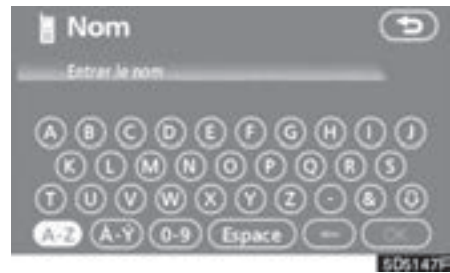 Nom
Entrer le nom
A B C D E F G H I J
K L M N O P Q R S
T U V W X Y Z - & Ü
A-Z À-Ý 0-9 Espace ← OK
5D5147F